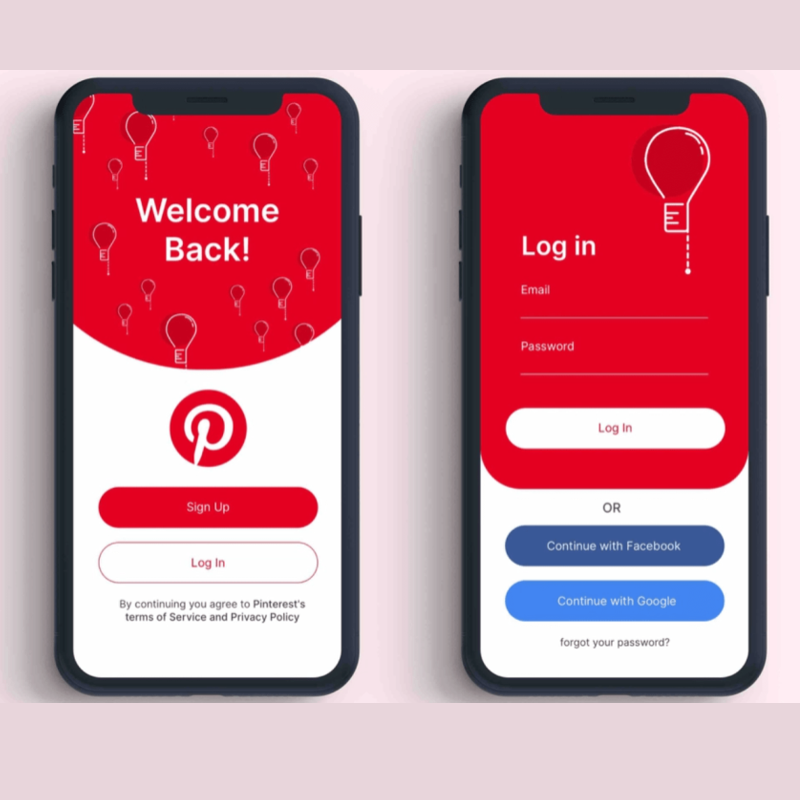 Welcome
Back!
Sign Up
Log In
By continuing you agree to Pinterest's
terms of Service and Privacy Policy
Log in
Email
Password
Log In
OR
Continue with Facebook
Continue with Google
forgot your password?